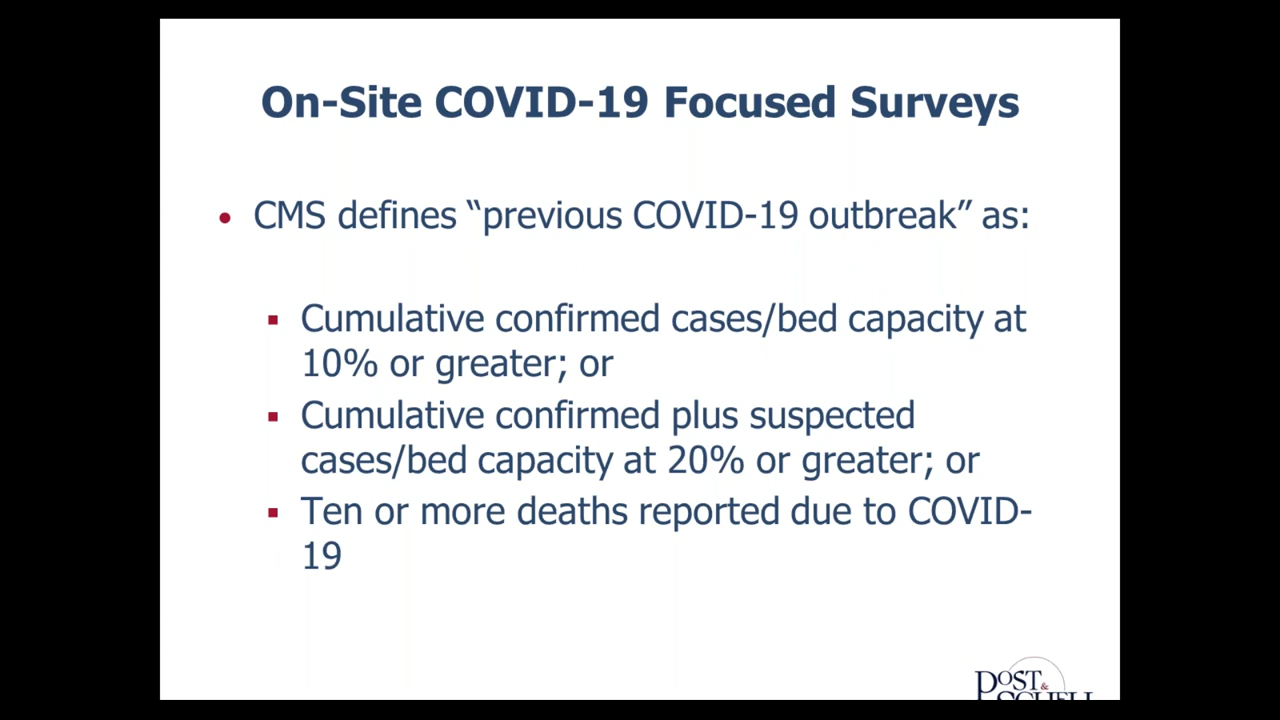 On-Site COVID-19 Focused Surveys
• CMS defines “previous COVID-19 outbreak” as:
▪ Cumulative confirmed cases/bed capacity at
10% or greater; or
▪ Cumulative confirmed plus suspected
cases/bed capacity at 20% or greater; or
▪ Ten or more deaths reported due to COVID-
19
POST &
SCHELL